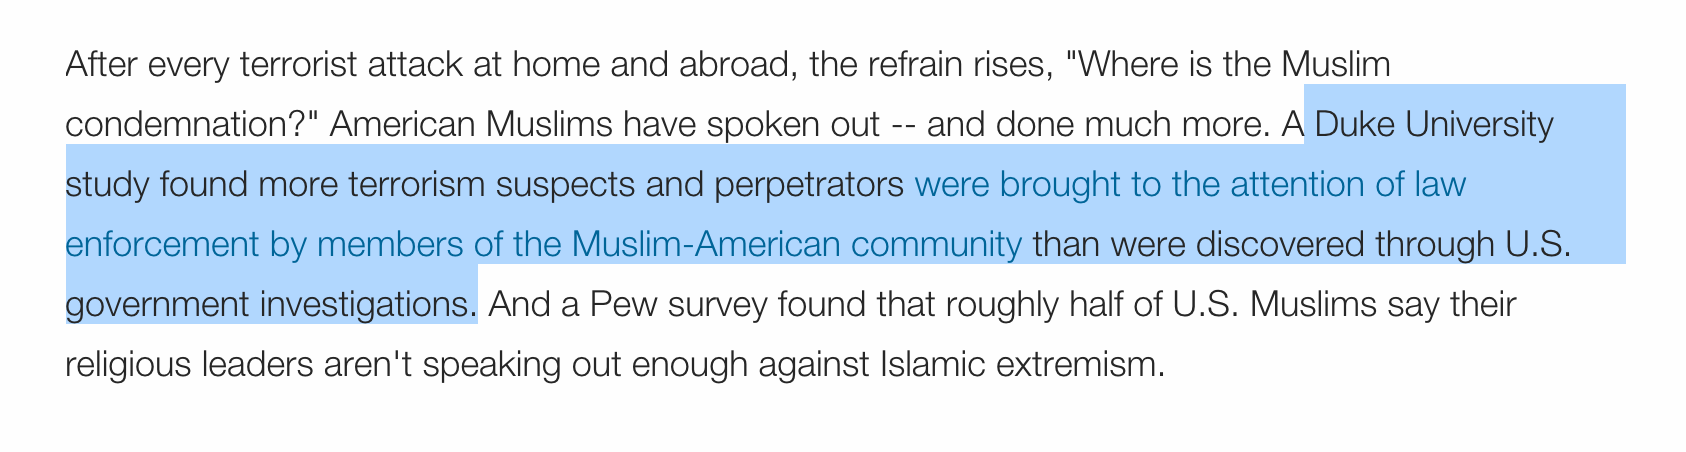 After every terrorist attack at home and abroad, the refrain rises, "Where is the Muslim
condemnation?" American Muslims have spoken out -- and done much more. A Duke University
study found more terrorism suspects and perpetrators were brought to the attention of law
enforcement by members of the Muslim-American community than were discovered through U.S.
government investigations. And a Pew survey found that roughly half of U.S. Muslims say their
religious leaders aren't speaking out enough against Islamic extremism.